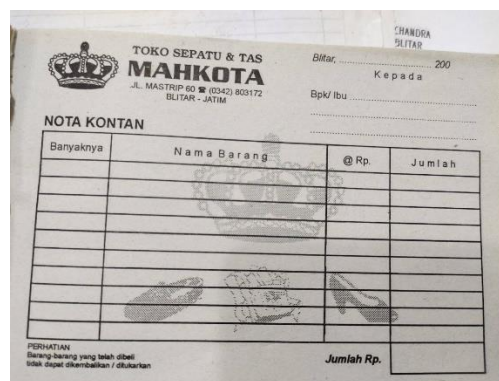 CHANDRA
BLITAR
TOKO SEPATU & TAS
MAHKOTA
JL. MASTRIP 60 ☎ (0342) 803172
BLITAR - JATIM
Blitar, ........................ 200
Kepada
Bpk/ Ibu ........................
NOTA KONTAN
Banyaknya Nama Barang @ Rp. Jumlah
PERHATIAN
Barang-barang yang telah dibeli
tidak dapat dikembalikan / ditukarkan
Jumlah Rp.